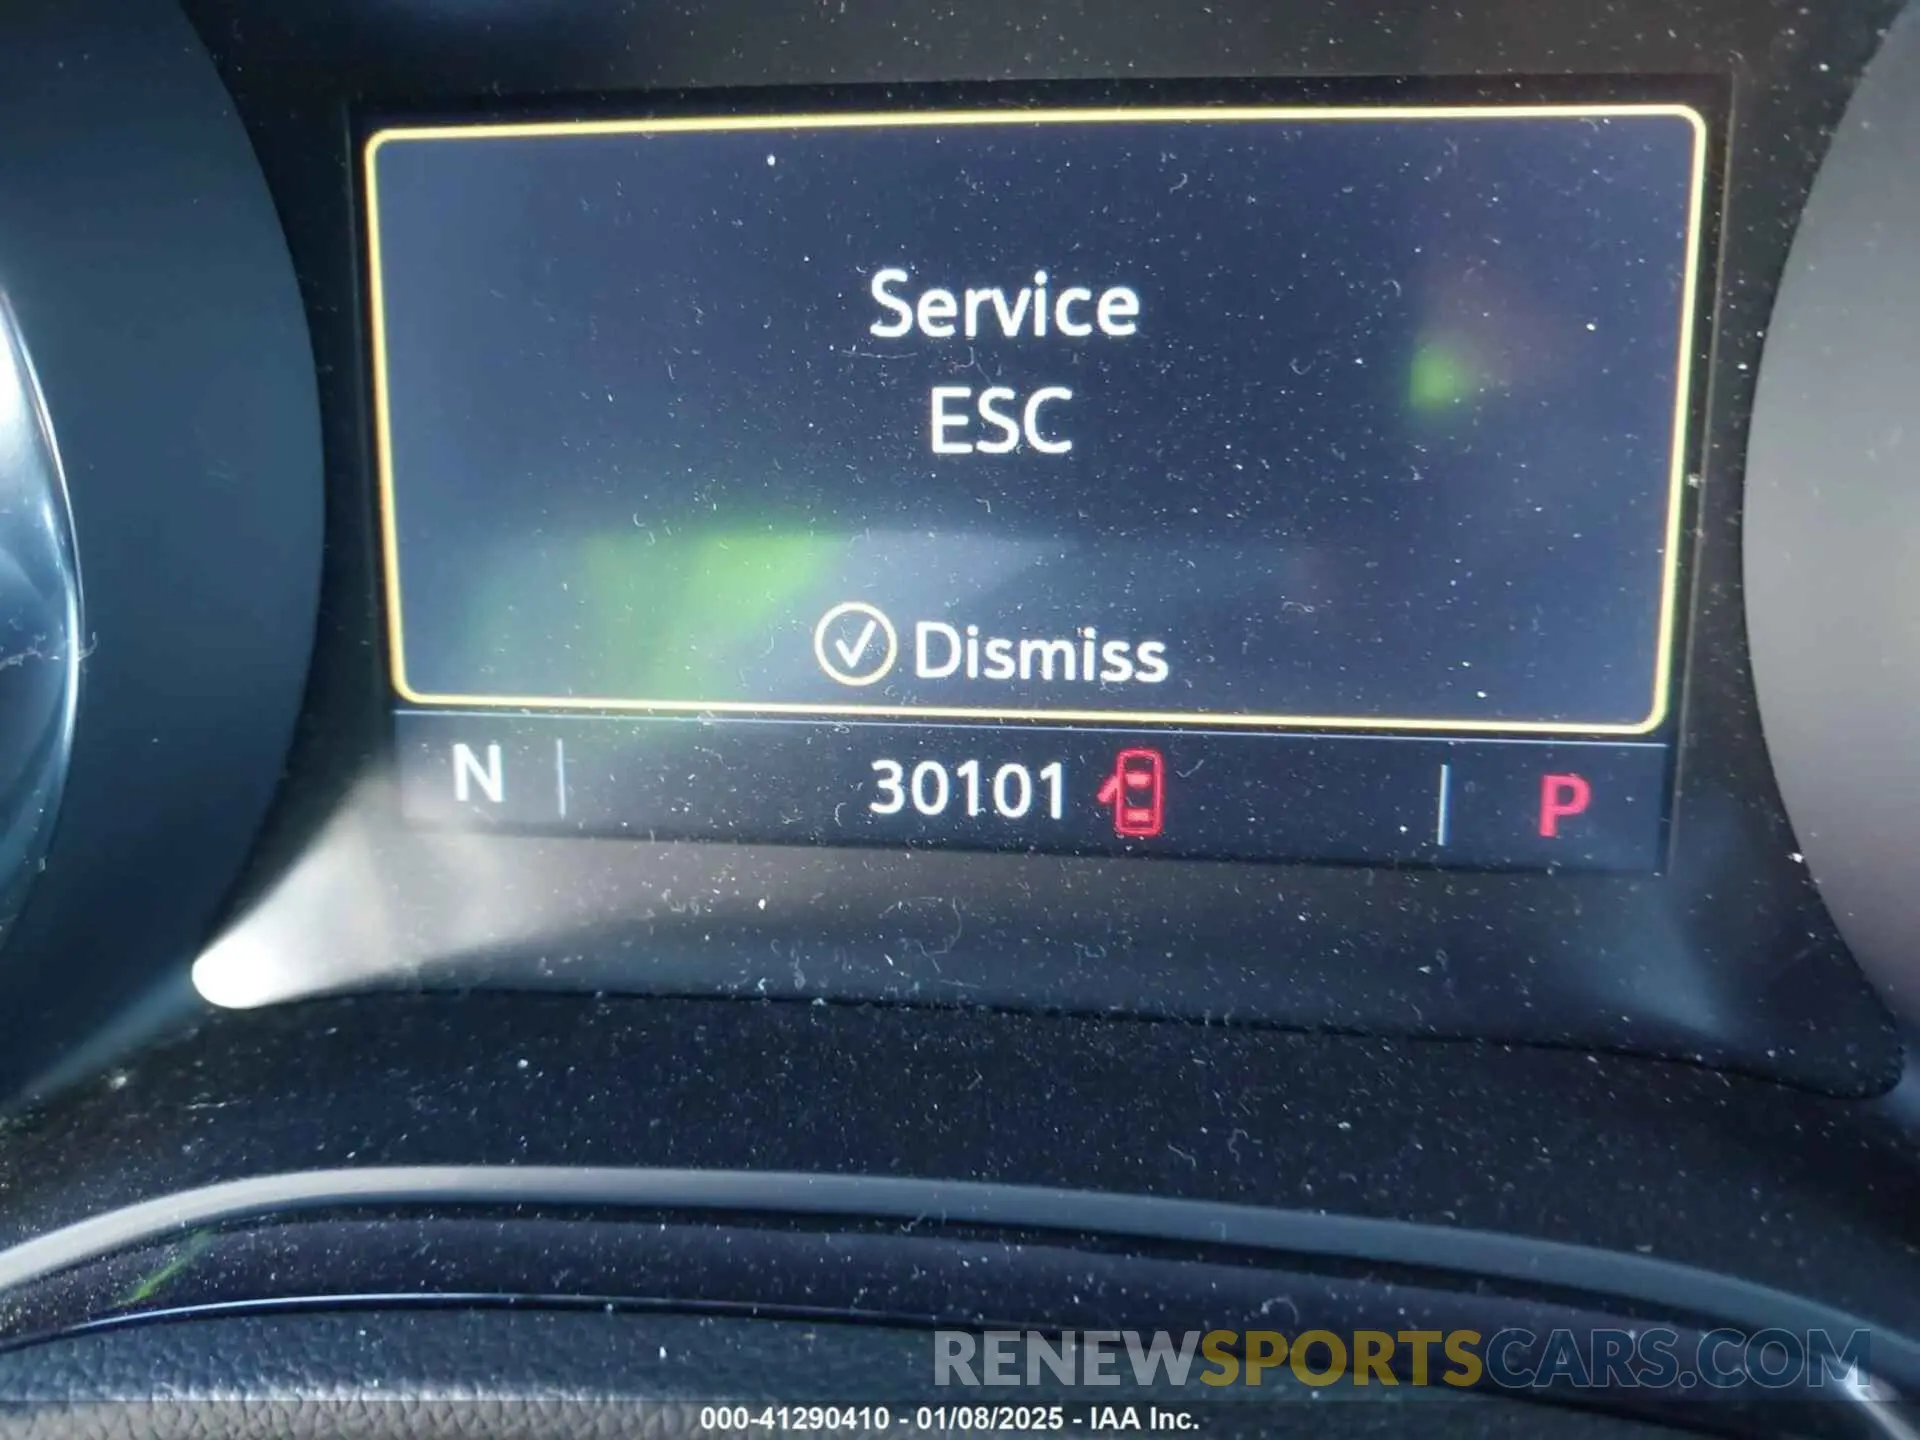 Service
ESC
Dismiss
N 30101 P
RENEWSPORTSCARS.COM
000-41290410 - 01/08/2025 - IAA Inc.